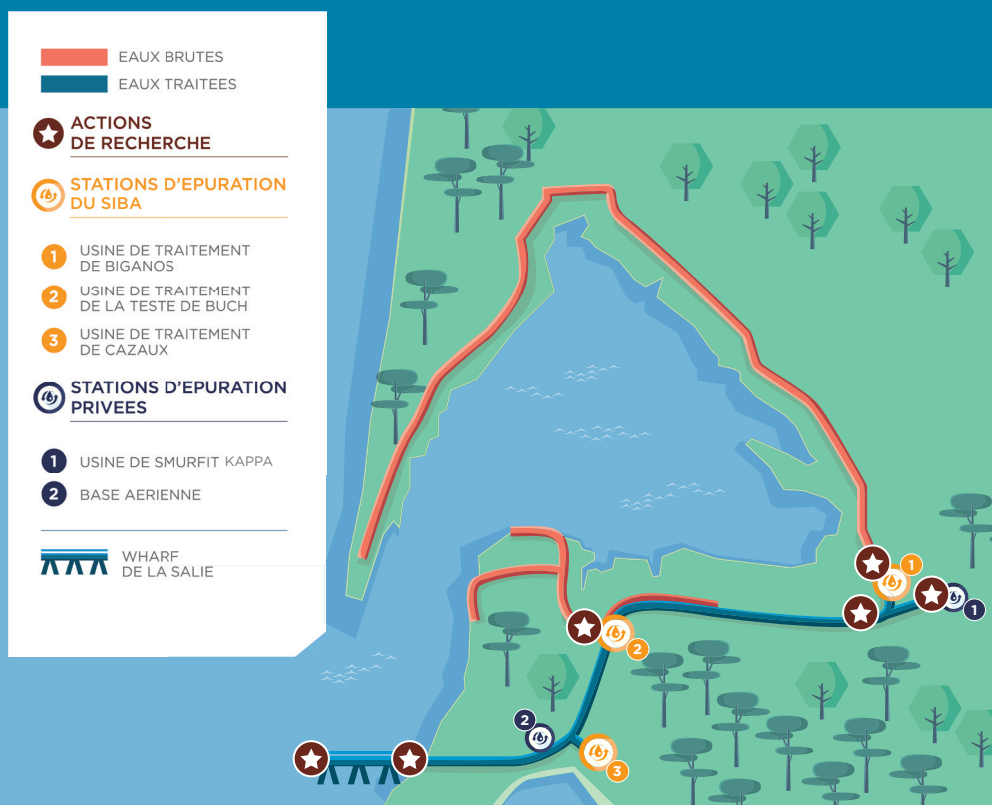 EAUX BRUTES
EAUX TRAITEES
ACTIONS
DE RECHERCHE
STATIONS D'EPURATION
DU SIBA
1 USINE DE TRAITEMENT
DE BIGANOS
2 USINE DE TRAITEMENT
DE LA TESTE DE BUCH
3 USINE DE TRAITEMENT
DE CAZAUX
STATIONS D'EPURATION
PRIVEES
1 USINE DE SMURFIT KAPPA
2 BASE AERIENNE
WHARF
DE LA SALIE
1
1
2
2
3